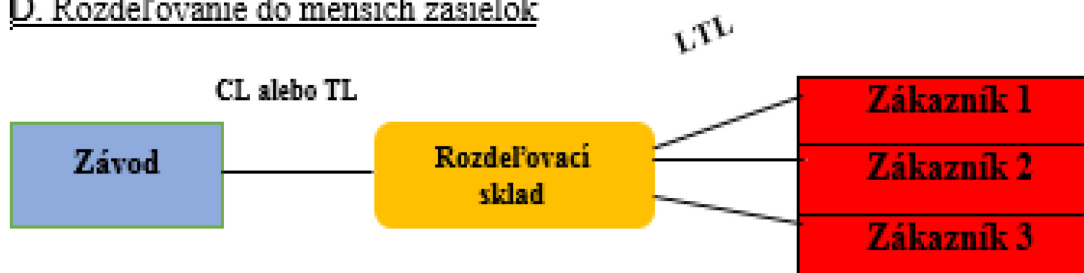 D. Rozdeľovanie do menších zásielok
LTL
CL alebo TL
Závod
Rozdeľovací
sklad
Zákazník 1
Zákazník 2
Zákazník 3